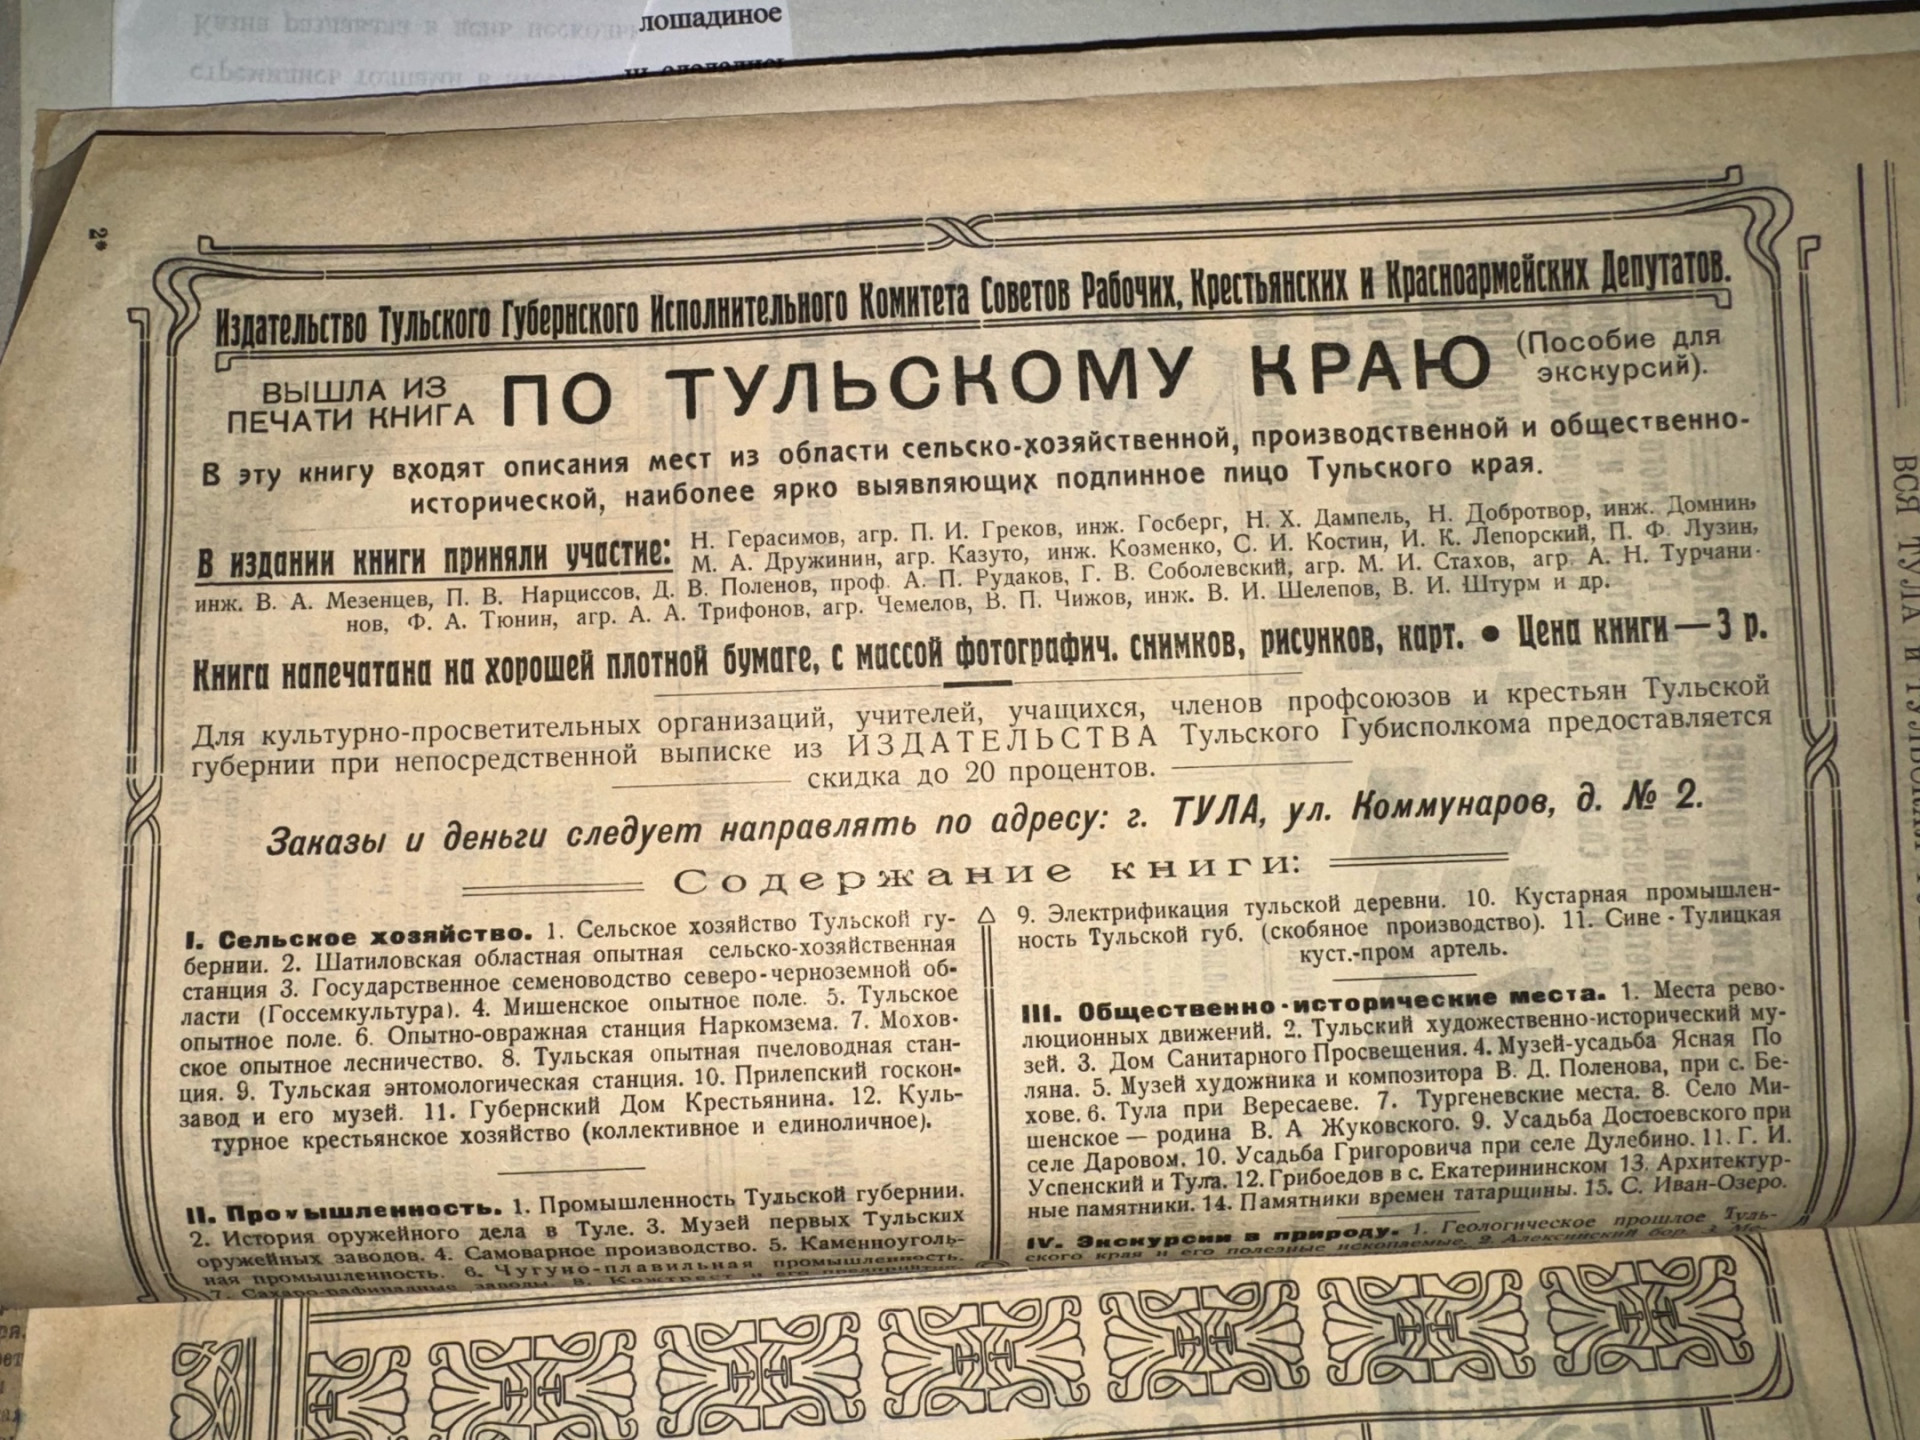 лошадиное
2*
Издательство Тульского Губернского Исполнительного Комитета Советов Рабочих, Крестьянских и Красноармейских Депутатов.
ВЫШЛА ИЗ
ПЕЧАТИ КНИГА
ПО ТУЛЬСКОМУ КРАЮ
(Пособие для
экскурсий).
В эту книгу входят описания мест из области сельско-хозяйственной, производственной и общественно-
исторической, наиболее ярко выявляющих подлинное лицо Тульского края.
В издании книги приняли участие:
Н. Герасимов, агр. П. И. Греков, инж. Госберг, Н. Х. Дампель, Н. Добротвор, инж. Домнин,
М. А. Дружинин, агр. Казуто, инж. Козменко, С. И. Костин, И. К. Лепорский, П. Ф. Лузин,
инж. В. А. Мезенцев, П. В. Нарциссов, Д. В. Поленов, проф. А. П. Рудаков, Г. В. Соболевский, агр. М. И. Стахов, агр. А. Н. Турчани-
нов, Ф. А. Тюнин, агр. А. А. Трифонов, агр. Чемелов, В. П. Чижов, инж. В. И. Шелепов, В. И. Штурм и др.
Книга напечатана на хорошей плотной бумаге, с массой фотографич. снимков, рисунков, карт. • Цена книги — 3 р.
Для культурно-просветительных организаций, учителей, учащихся, членов профсоюзов и крестьян Тульской
губернии при непосредственной выписке из ИЗДАТЕЛЬСТВА Тульского Губисполкома предоставляется
скидка до 20 процентов.
Заказы и деньги следует направлять по адресу: г. ТУЛА, ул. Коммунаров, д. № 2.
Содержание книги:
I. Сельское хозяйство. 1. Сельское хозяйство Тульской гу-
бернии. 2. Шатиловская областная опытная сельско-хозяйственная
станция 3. Государственное семеноводство северо-черноземной об-
ласти (Госсемкультура). 4. Мишенское опытное поле. 5. Тульское
опытное поле. 6. Опытно-овражная станция Наркомзема. 7. Мохов-
ское опытное лесничество. 8. Тульская опытная пчеловодная стан-
ция. 9. Тульская энтомологическая станция. 10. Прилепский госкон-
завод и его музей. 11. Губернский Дом Крестьянина. 12. Куль-
турное крестьянское хозяйство (коллективное и единоличное).
II. Промышленность. 1. Промышленность Тульской губернии.
2. История оружейного дела в Туле. 3. Музей первых Тульских
оружейных заводов. 4. Самоварное производство. 5. Каменноуголь-
ная промышленность. 6. Чугуно-плавильная промышленность.
7. Сахаро-рафинадные заводы. 8. Кожтрест и его предприятия.
9. Электрификация тульской деревни. 10. Кустарная промышлен-
ность Тульской губ. (скобяное производство). 11. Сине-Тулицкая
куст.-пром артель.
III. Общественно-исторические места. 1. Места рево-
люционных движений. 2. Тульский художественно-исторический му-
зей. 3. Дом Санитарного Просвещения. 4. Музей-усадьба Ясная По
ляна. 5. Музей художника и композитора В. Д. Поленова, при с. Бе-
хове. 6. Тула при Вересаеве. 7. Тургеневские места. 8. Село Ми-
шенское — родина В. А Жуковского. 9. Усадьба Достоевского при
селе Даровом. 10. Усадьба Григоровича при селе Дулебино. 11. Г. И.
Успенский и Тула. 12. Грибоедов в с. Екатерининском 13. Архитектур-
ные памятники. 14. Памятники времен татарщины. 15. С. Иван-Озеро.
IV. Экскурсии в природу. 1. Геологическое прошлое Туль-
ского края и его полезные ископаемые. 2. Алексинский бор.
ВСЯ ТУЛА и ТУЛЬСКАЯ